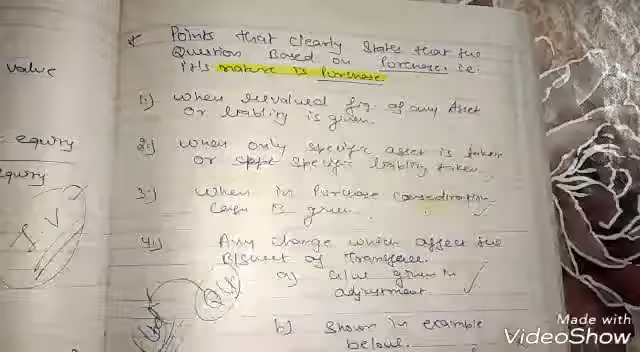 value
= equity
equity
S.V
* Points that clearly states that the
Question Based on Purchase. i.e.
it's nature is Purchase
1.) When revalued fig. of any Asset
or liability is given.
2.) When only specific asset is taken
or specific liability taken.
3.) When in Purchase consideration
Cash is given.
4.) Any change which affect the
B/Sheet of Transferee.
a) given in
adjustment.
b) Shown in example
below.
Made with
VideoShow